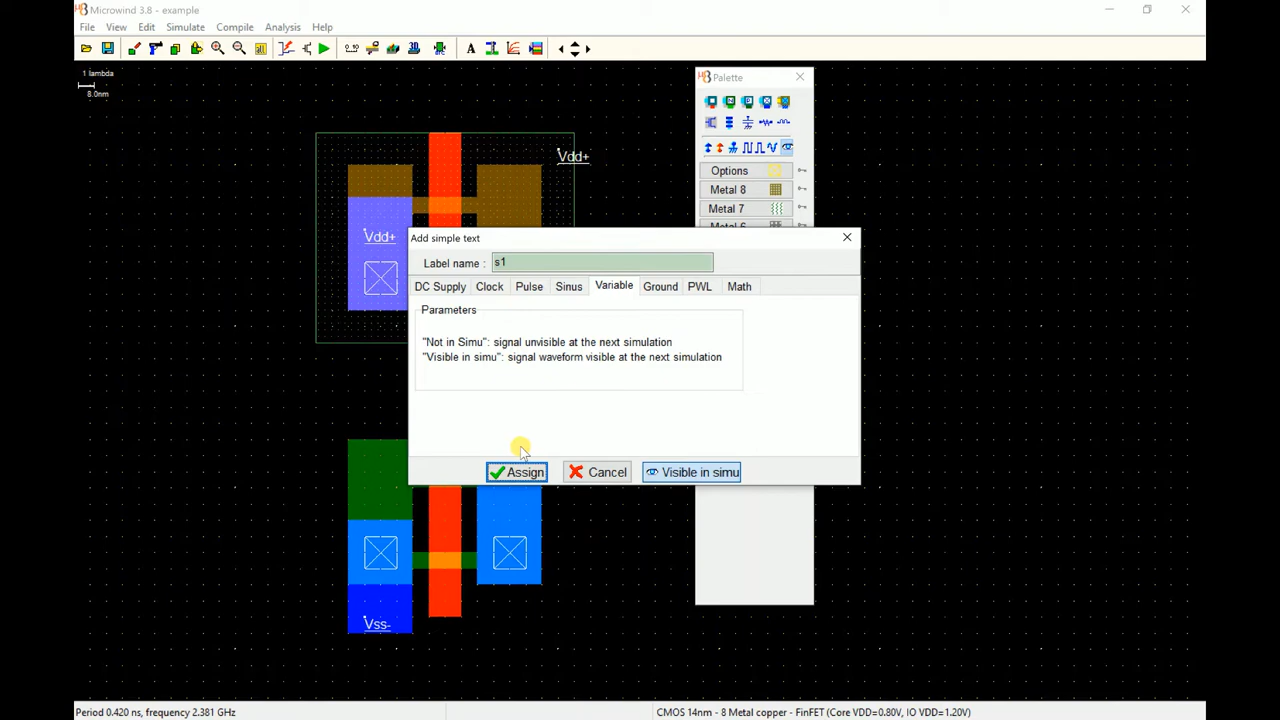 Microwind 3.8 - example
File View Edit Simulate Compile Analysis Help
1 lambda
8.0nm
Palette
Vdd+
Options
Metal 8
Metal 7
Vdd+
Add simple text
Label name : s1
DC Supply Clock Pulse Sinus Variable Ground PWL Math
Parameters
"Not in Simu": signal unvisible at the next simulation
"Visible in simu": signal waveform visible at the next simulation
Assign Cancel Visible in simu
Vss-
Period 0.420 ns, frequency 2.381 GHz CMOS 14nm - 8 Metal copper - FinFET (Core VDD=0.80V, IO VDD=1.20V)